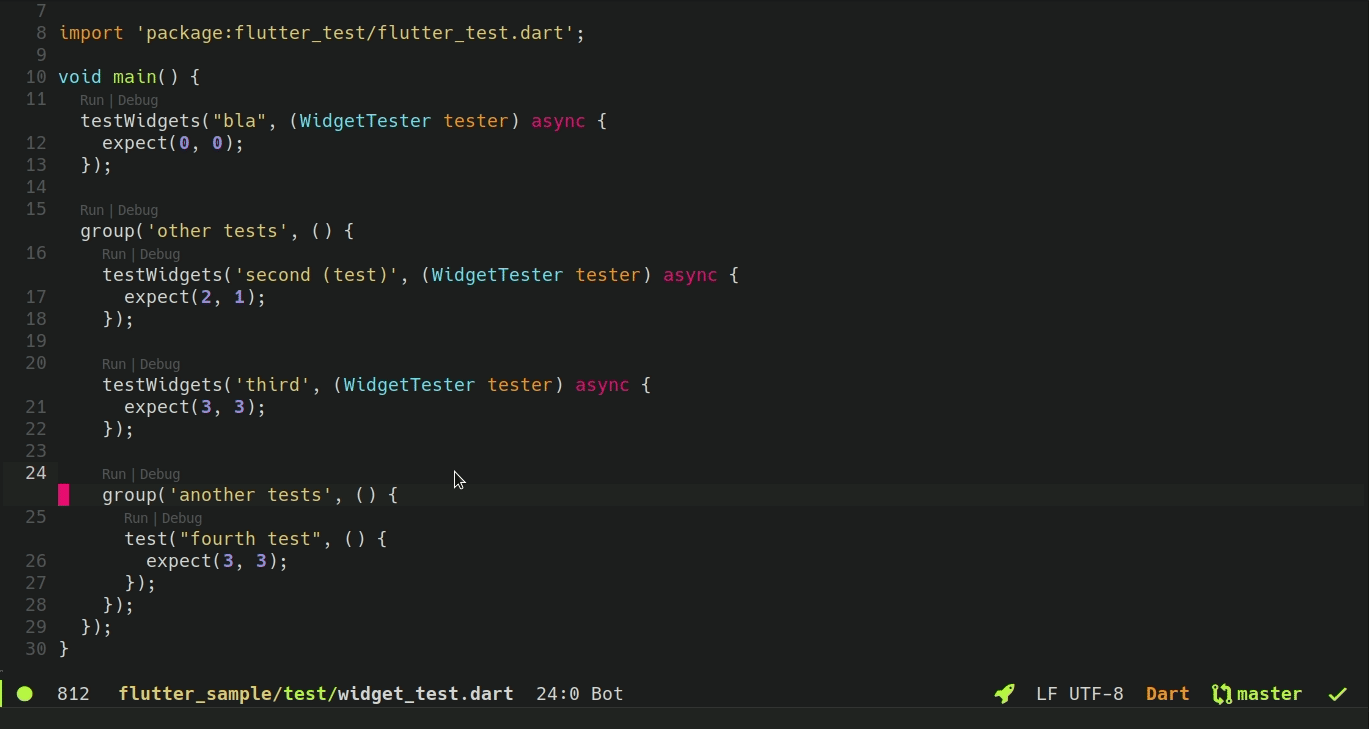 7
8 import 'package:flutter_test/flutter_test.dart';
9
10 void main() {
11 Run | Debug
testWidgets("bla", (WidgetTester tester) async {
12 expect(0, 0);
13 });
14
15 Run | Debug
group('other tests', () {
16 Run | Debug
testWidgets('second (test)', (WidgetTester tester) async {
17 expect(2, 1);
18 });
19
20 Run | Debug
testWidgets('third', (WidgetTester tester) async {
21 expect(3, 3);
22 });
23
24 Run | Debug
group('another tests', () {
25 Run | Debug
test("fourth test", () {
26 expect(3, 3);
27 });
28 });
29 });
30 }
812 flutter_sample/test/widget_test.dart 24:0 Bot LF UTF-8 Dart master